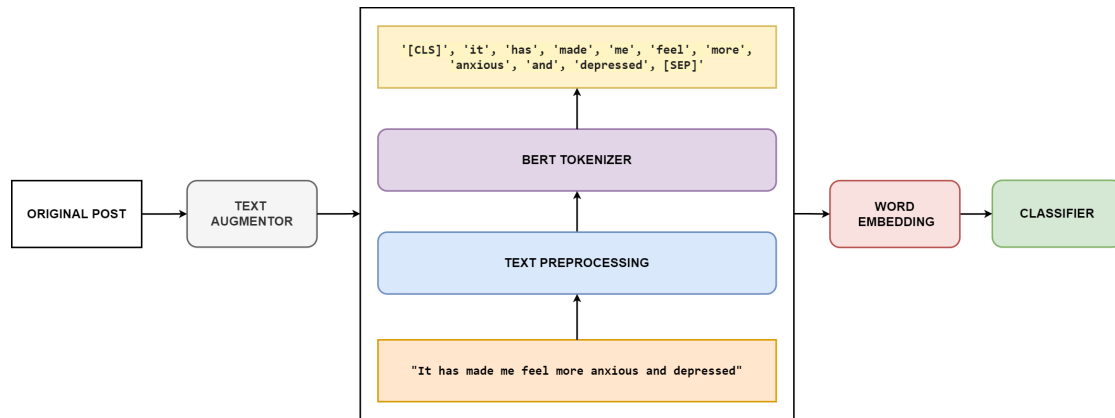 ORIGINAL POST
TEXT
AUGMENTOR
'[CLS]', 'it', 'has', 'made', 'me', 'feel', 'more',
'anxious', 'and', 'depressed', [SEP]'
BERT TOKENIZER
TEXT PREPROCESSING
"It has made me feel more anxious and depressed"
WORD
EMBEDDING
CLASSIFIER